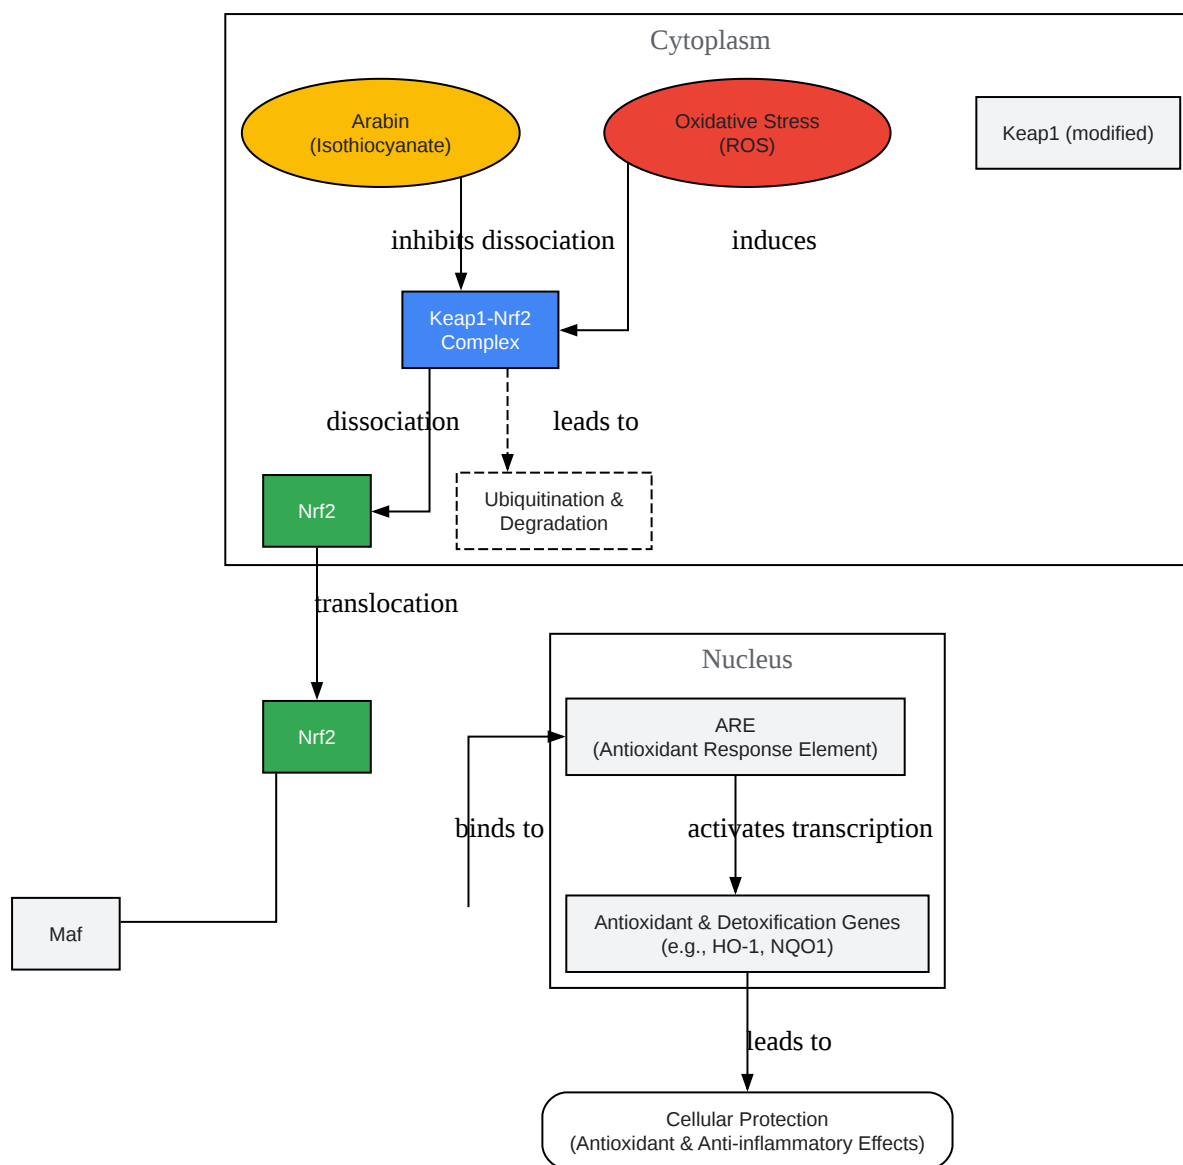 Cytoplasm
Arabin
(Isothiocyanate)
Oxidative Stress
(ROS)
Keap1 (modified)
inhibits dissociation
induces
Keap1-Nrf2
Complex
dissociation
leads to
Nrf2
Ubiquitination &
Degradation
translocation
Nucleus
Nrf2
ARE
(Antioxidant Response Element)
binds to
activates transcription
Maf
Antioxidant & Detoxification Genes
(e.g., HO-1, NQO1)
leads to
Cellular Protection
(Antioxidant & Anti-inflammatory Effects)